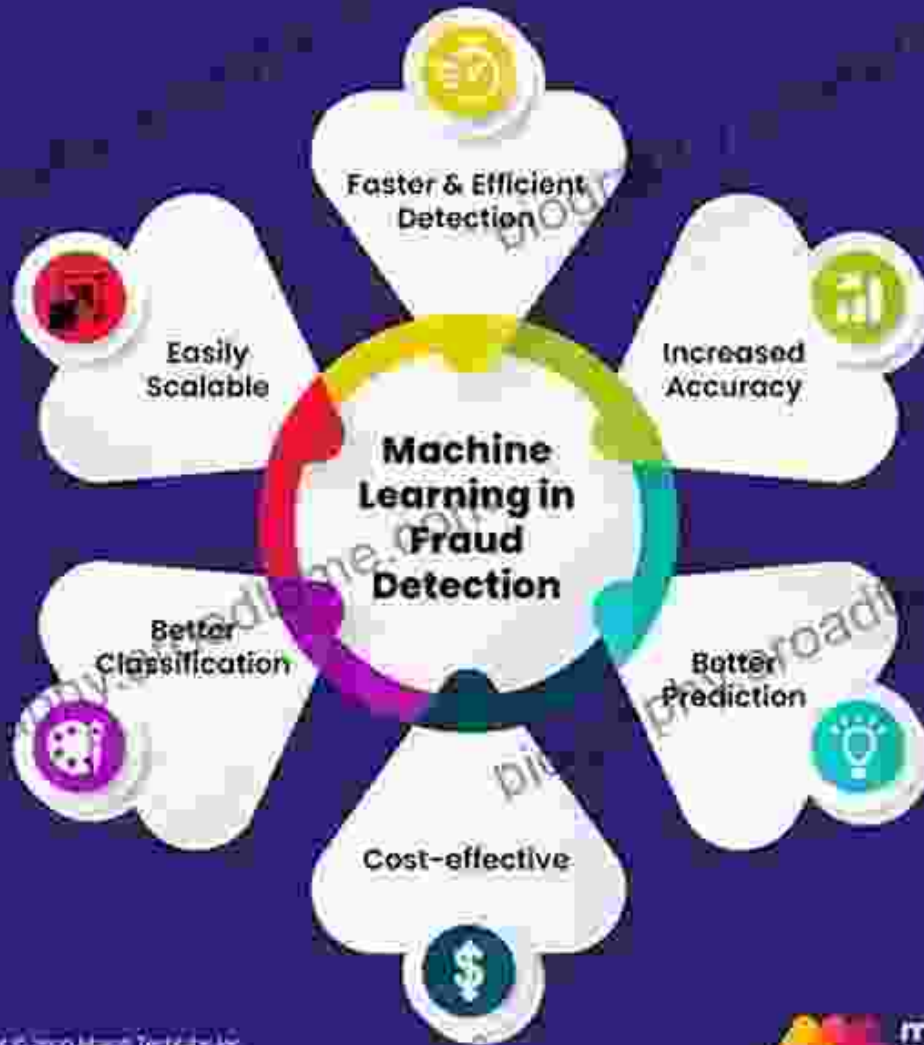 Faster & Efficient
Detection
Increased
Accuracy
Better
Prediction
Cost-effective
Better
Classification
Easily
Scalable
Machine
Learning in
Fraud
Detection
m